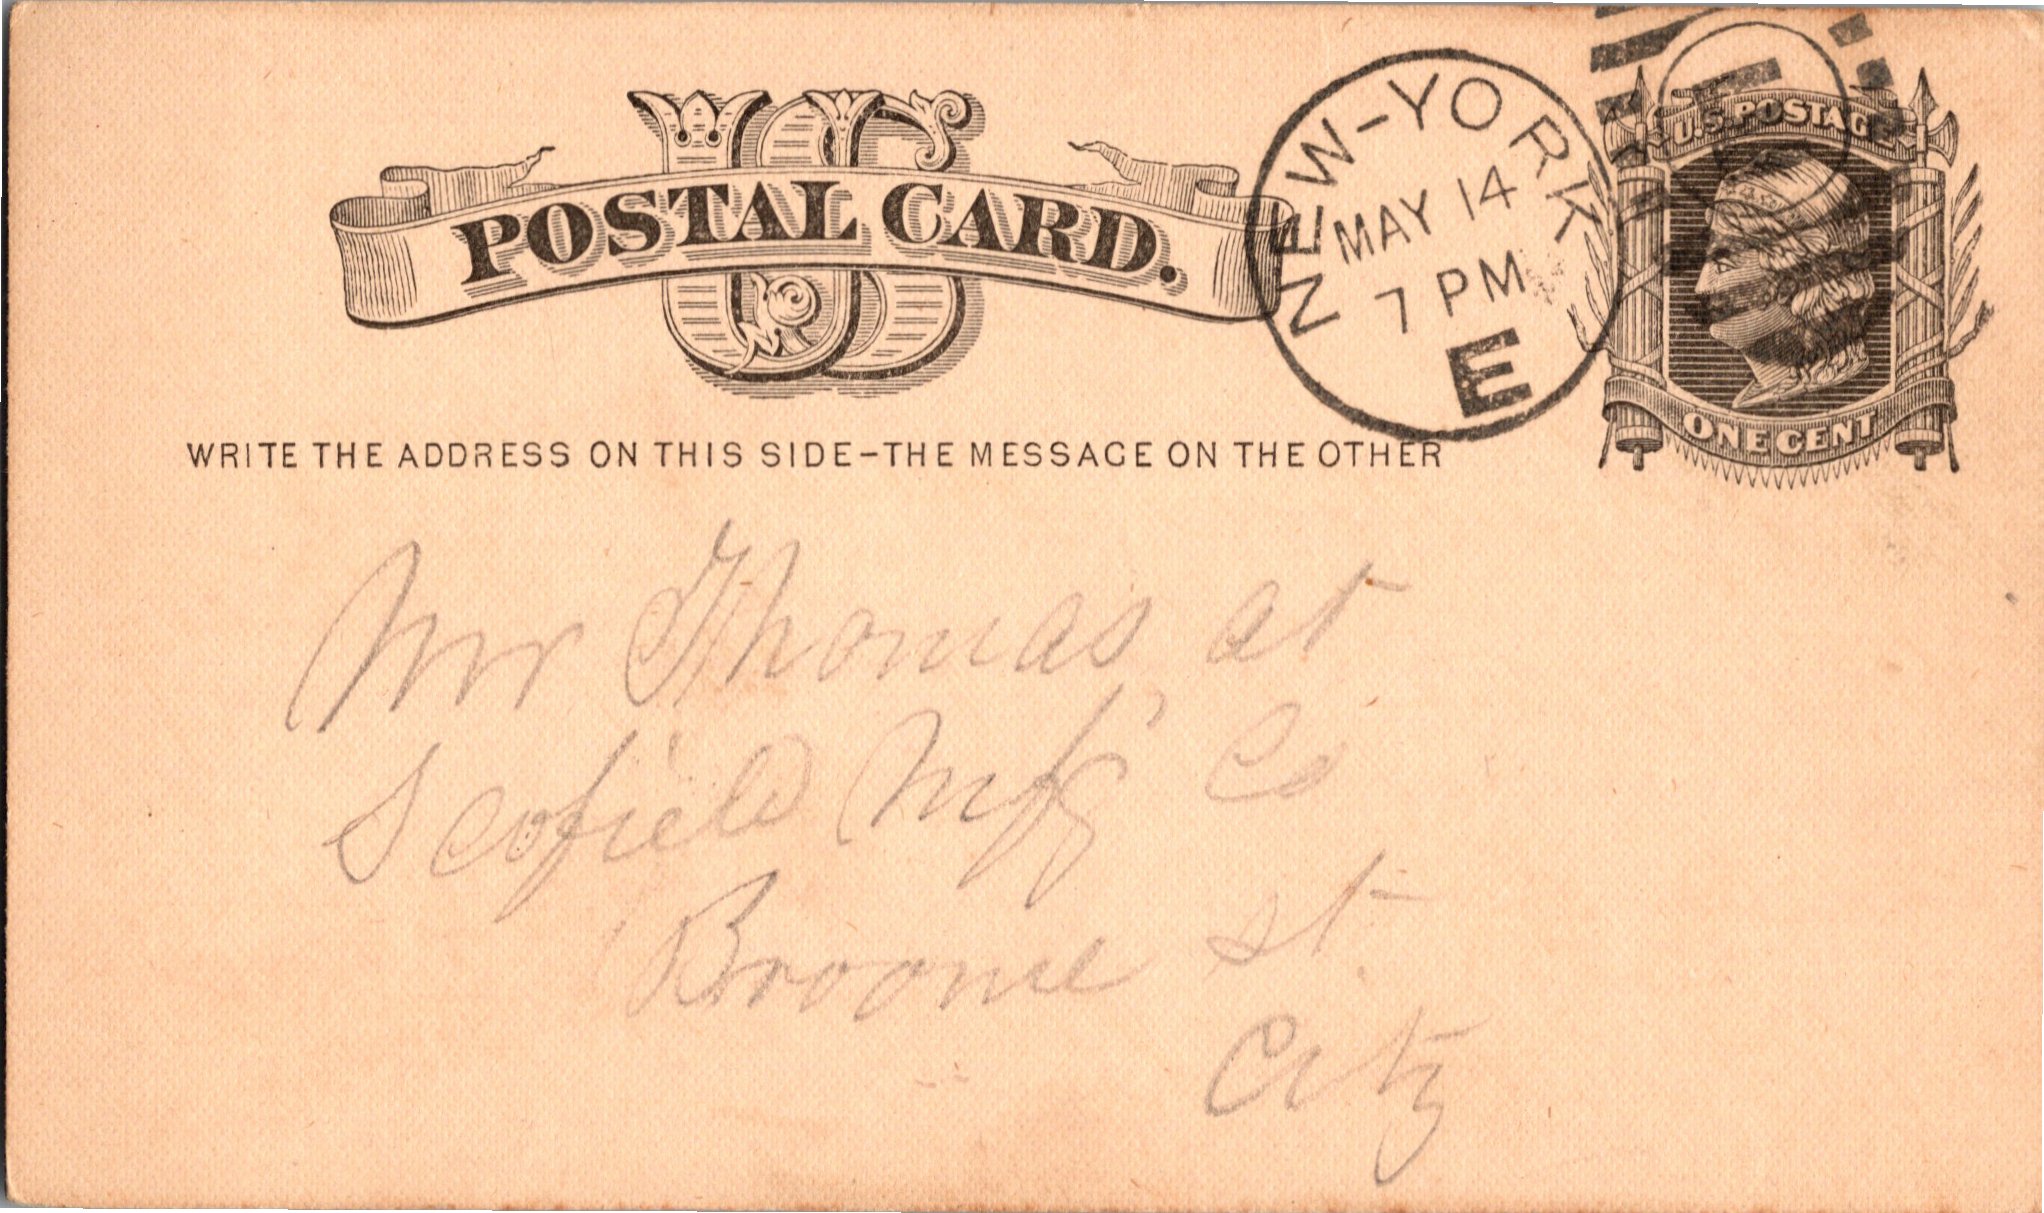 US
POSTAL CARD.
NEW-YORK
MAY 14
7 PM
E
U.S. POSTAGE
ONE CENT
WRITE THE ADDRESS ON THIS SIDE-THE MESSAGE ON THE OTHER
Mr Thomas at
Scofield Mfg Co
Broome st.
City